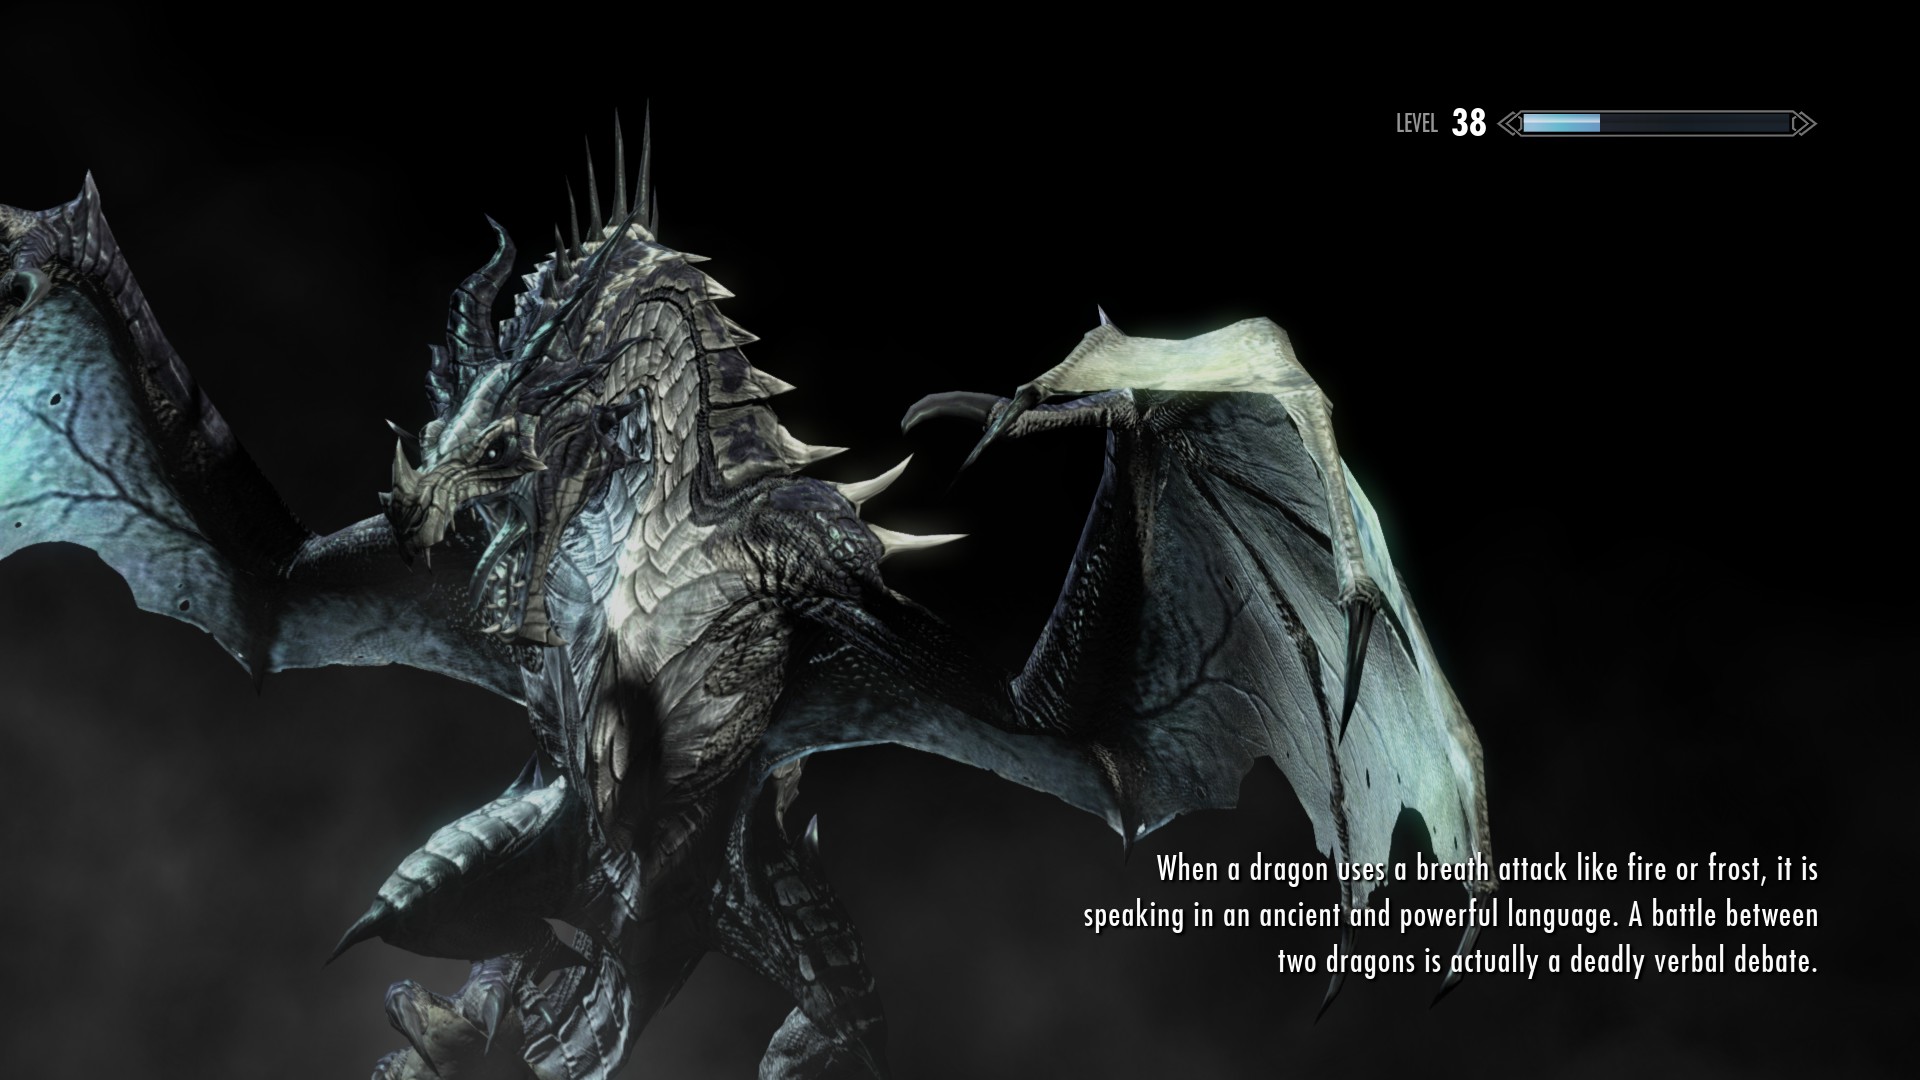 LEVEL 38
When a dragon uses a breath attack like fire or frost, it is
speaking in an ancient and powerful language. A battle between
two dragons is actually a deadly verbal debate.